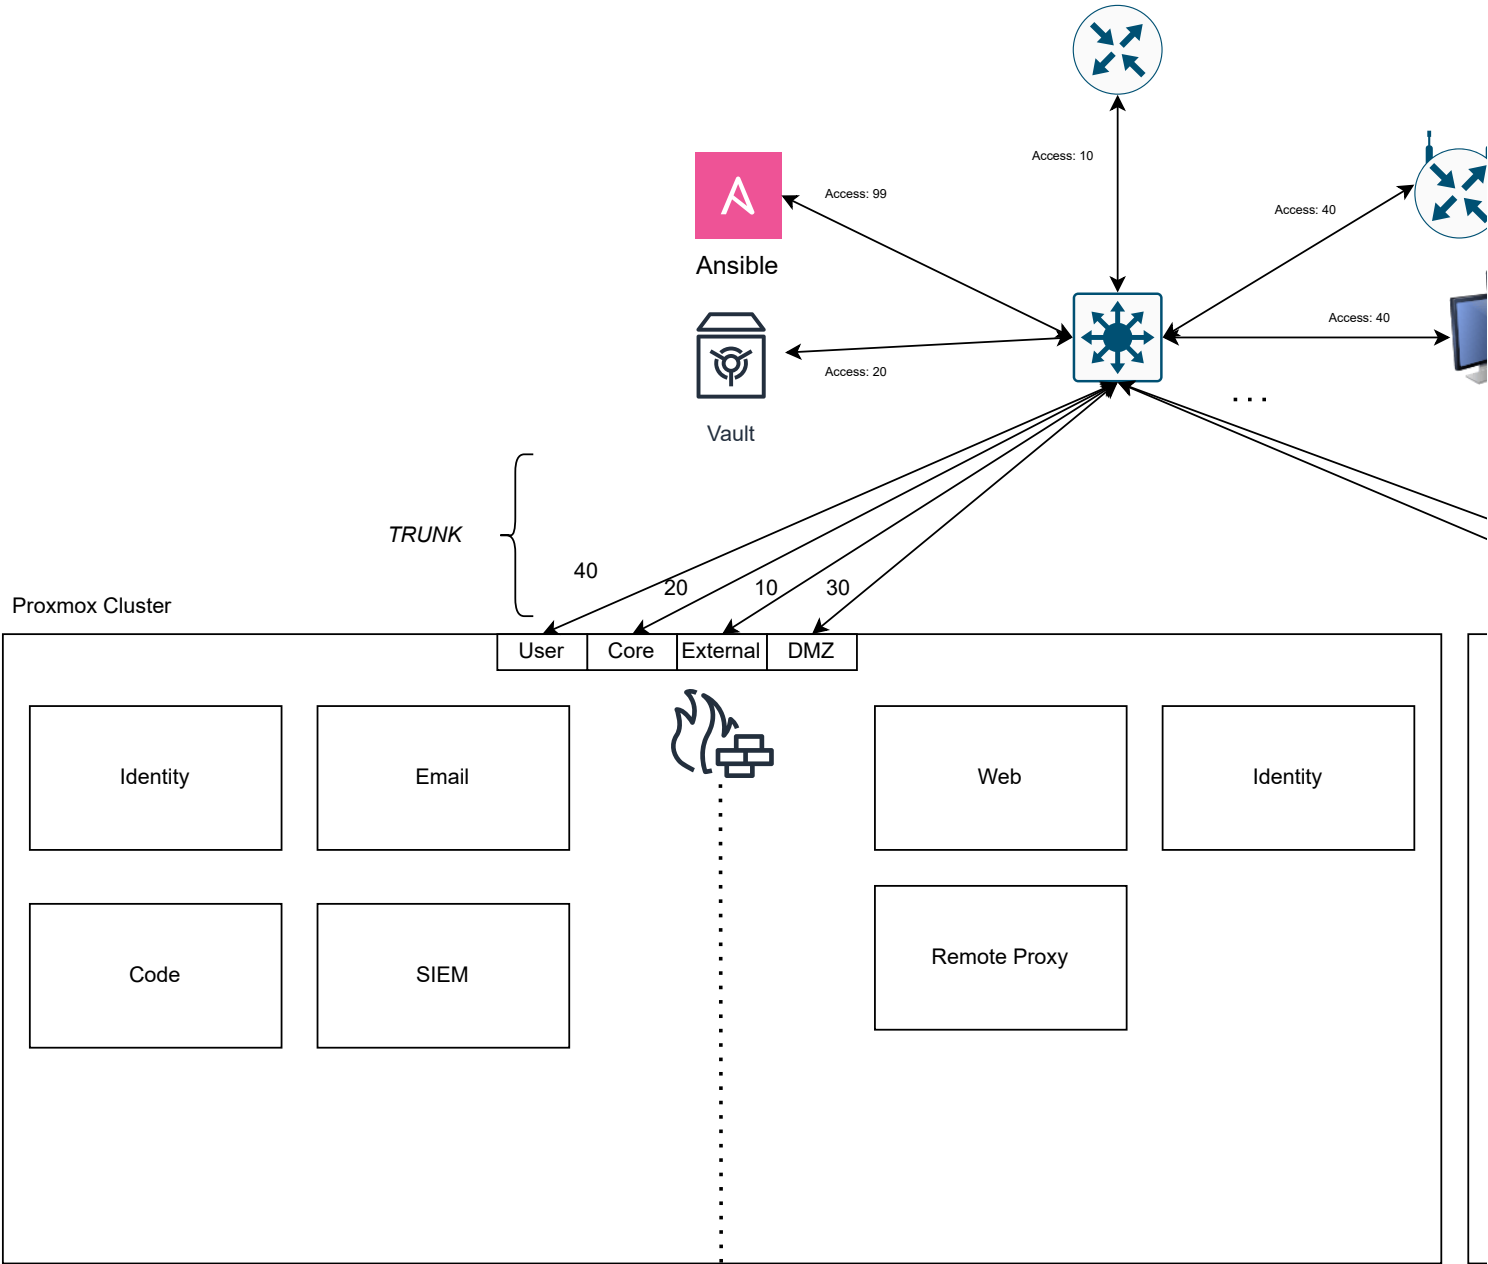 Access: 10
Access: 99
Access: 40
Ansible
Access: 40
Access: 20
...
Vault
TRUNK
40
20
10
30
Proxmox Cluster
User
Core
External
DMZ
Identity
Email
Web
Identity
Remote Proxy
Code
SIEM